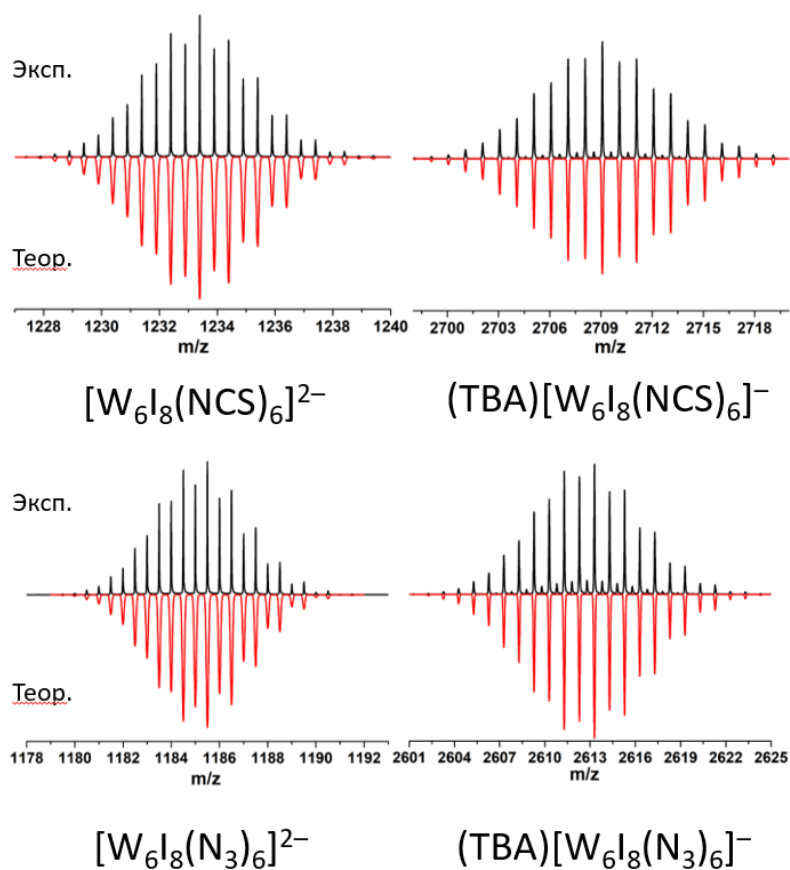 Эксп.
Теор.
1228 1230 1232 1234 1236 1238 1240
m/z
2700 2703 2706 2709 2712 2715 2718
m/z
[W₆I₈(NCS)₆]²⁻
(TBA)[W₆I₈(NCS)₆]⁻
Эксп.
Теор.
1178 1180 1182 1184 1186 1188 1190 1192
m/z
2601 2604 2607 2610 2613 2616 2619 2622 2625
m/z
[W₆I₈(N₃)₆]²⁻
(TBA)[W₆I₈(N₃)₆]⁻